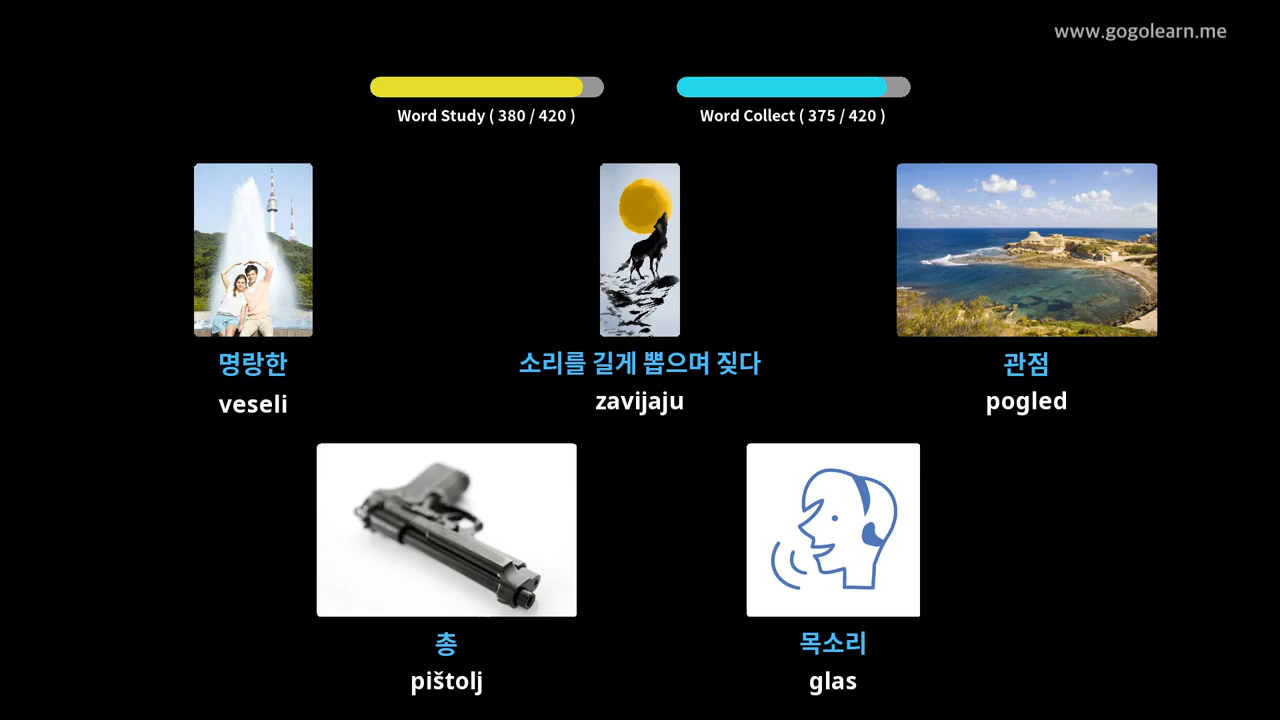 www.gogolearn.me
Word Study ( 380 / 420 )
Word Collect ( 375 / 420 )
명랑한
veseli
소리를 길게 뽑으며 짖다
zavijaju
관점
pogled
총
pištolj
목소리
glas